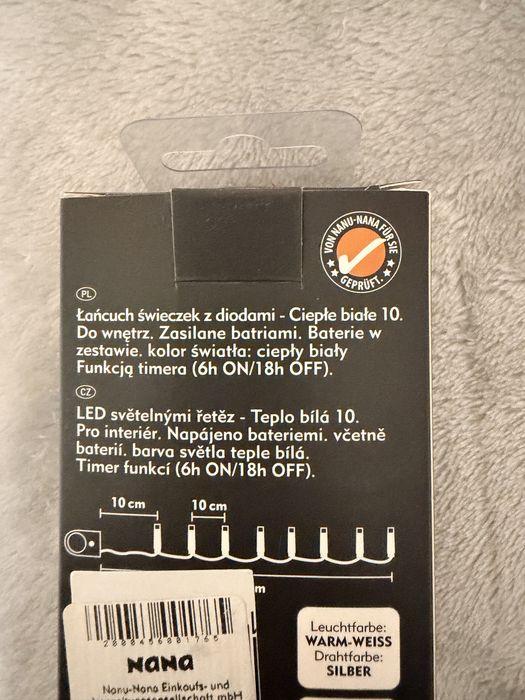 VON NANU-NANA FÜR SIE
GEPRÜFT.
PL
Łańcuch świeczek z diodami - Ciepłe białe 10.
Do wnętrz. Zasilane batriami. Baterie w
zestawie. kolor światła: ciepły biały
Funkcją timera (6h ON/18h OFF).
CZ
LED světelnými řetěz - Teplo bílá 10.
Pro interiér. Napájeno bateriemi. včetně
baterií. barva světla teple bílá.
Timer funkcí (6h ON/18h OFF).
10 cm
10 cm
m
2000456001765
NANA
Nanu-Nana Einkaufs- und
Leuchtfarbe:
WARM-WEISS
Drahtfarbe:
SILBER